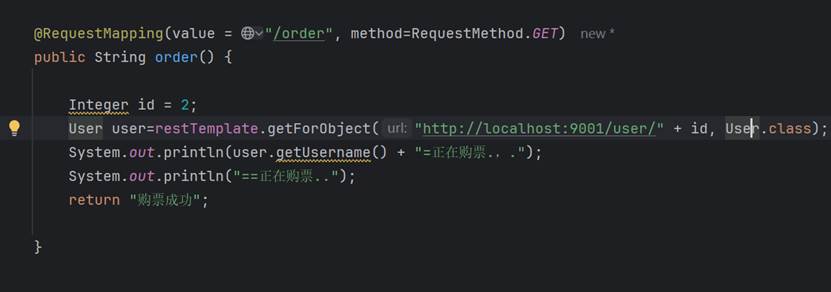 @RequestMapping(value = "/order", method=RequestMethod.GET) new *
public String order() {
Integer id = 2;
User user=restTemplate.getForObject( url: "http://localhost:9001/user/" + id, User.class);
System.out.println(user.getUsername() + "=正在购票.. .");
System.out.println("==正在购票..");
return "购票成功";
}